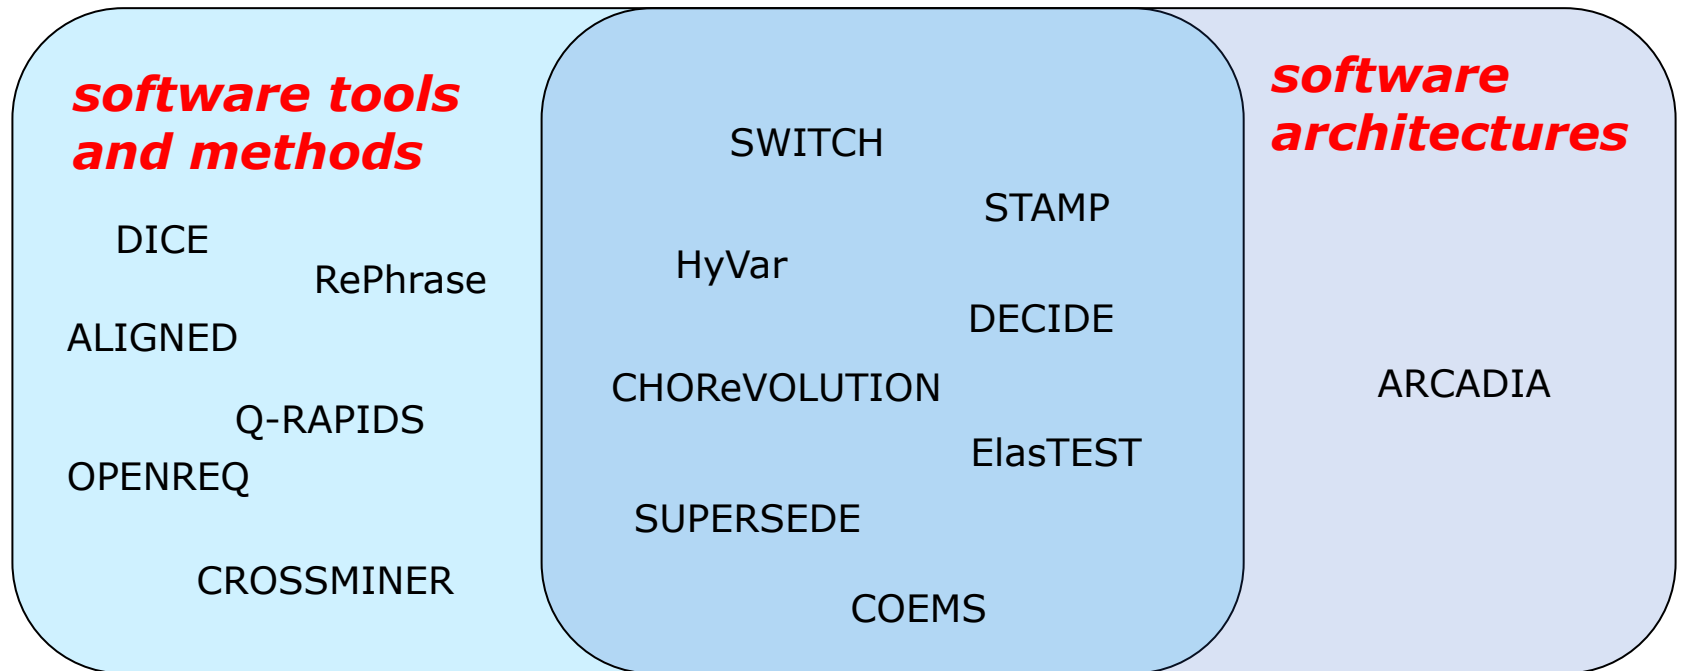 software tools
and methods
DICE
RePhrase
ALIGNED
Q-RAPIDS
OPENREQ
CROSSMINER
SWITCH
STAMP
HyVar
DECIDE
CHOReVOLUTION
ElasTEST
SUPERSEDE
COEMS
software
architectures
ARCADIA